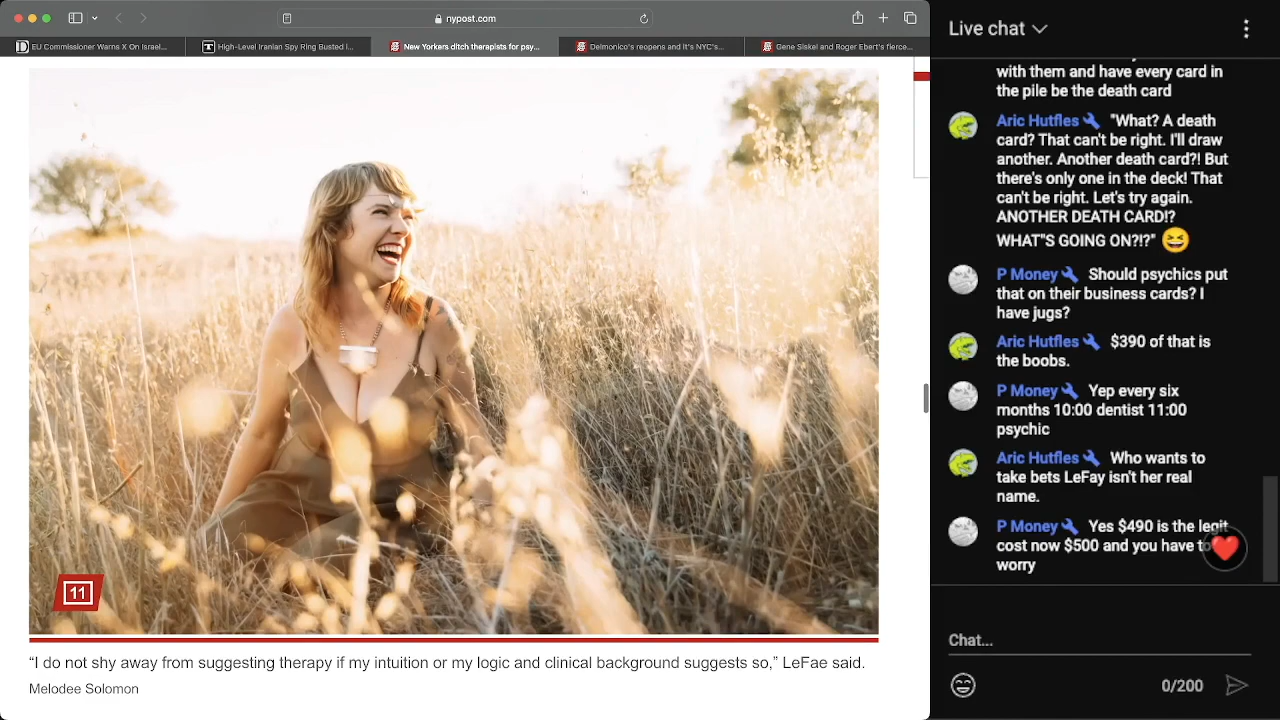 nypost.com
EU Commissioner Warns X On Israel...
High-Level Iranian Spy Ring Busted I...
New Yorkers ditch therapists for psy...
Delmonico's reopens and it's NYC's...
Gene Siskel and Roger Ebert's fierce...
11
“I do not shy away from suggesting therapy if my intuition or my logic and clinical background suggests so,” LeFae said.
Melodee Solomon
Live chat
with them and have every card in
the pile be the death card
Aric Hutfles "What? A death
card? That can't be right. I'll draw
another. Another death card?! But
there's only one in the deck! That
can't be right. Let's try again.
ANOTHER DEATH CARD!?
WHAT"S GOING ON?!?"
P Money Should psychics put
that on their business cards? I
have jugs?
Aric Hutfles $390 of that is
the boobs.
P Money Yep every six
months 10:00 dentist 11:00
psychic
Aric Hutfles Who wants to
take bets LeFay isn't her real
name.
P Money Yes $490 is the legit
cost now $500 and you have to
worry
Chat...
0/200